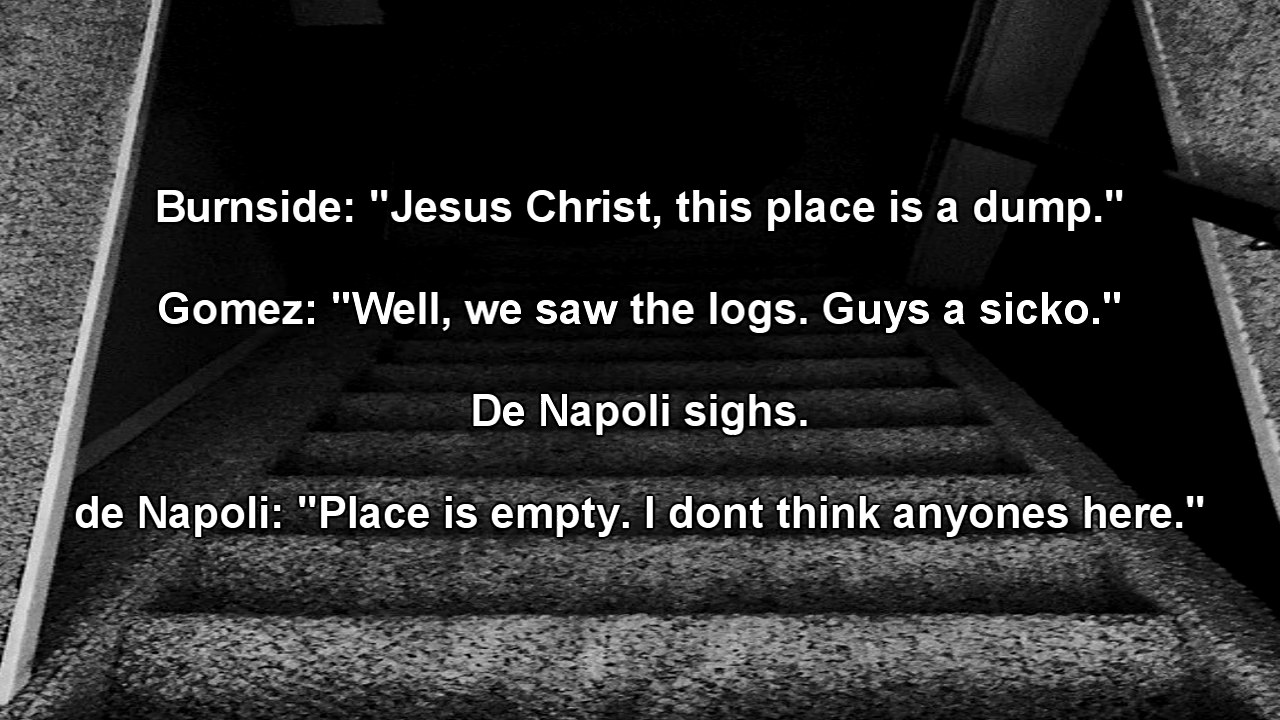 Burnside: "Jesus Christ, this place is a dump."
Gomez: "Well, we saw the logs. Guys a sicko."
De Napoli sighs.
de Napoli: "Place is empty. I dont think anyones here."